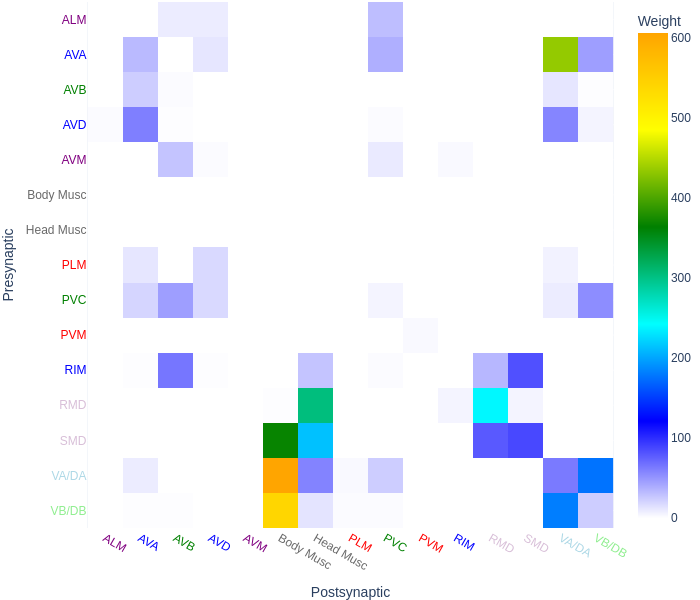 Weight
ALM
AVA
AVB
AVD
AVM
Body Musc
Head Musc
PLM
PVC
PVM
RIM
RMD
SMD
VA/DA
VB/DB
Presynaptic
600
500
400
300
200
100
0
ALM
AVA
AVB
AVD
AVM
Body Musc
Head Musc
PLM
PVC
PVM
RIM
RMD
SMD
VA/DA
VB/DB
Postsynaptic